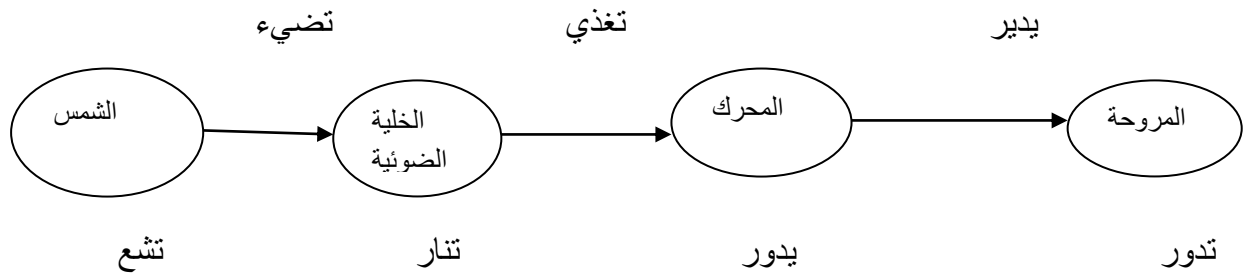 تضيء
تغذي
يدير
الشمس
الخلية
الضوئية
المحرك
المروحة
تشع
تنار
يدور
تدور